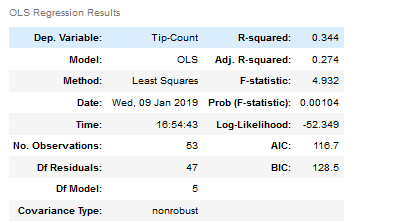 OLS Regression Results
Dep. Variable: Tip-Count R-squared: 0.344
Model: OLS Adj. R-squared: 0.274
Method: Least Squares F-statistic: 4.932
Date: Wed, 09 Jan 2019 Prob (F-statistic): 0.00104
Time: 16:54:43 Log-Likelihood: -52.349
No. Observations: 53 AIC: 116.7
Df Residuals: 47 BIC: 128.5
Df Model: 5
Covariance Type: nonrobust